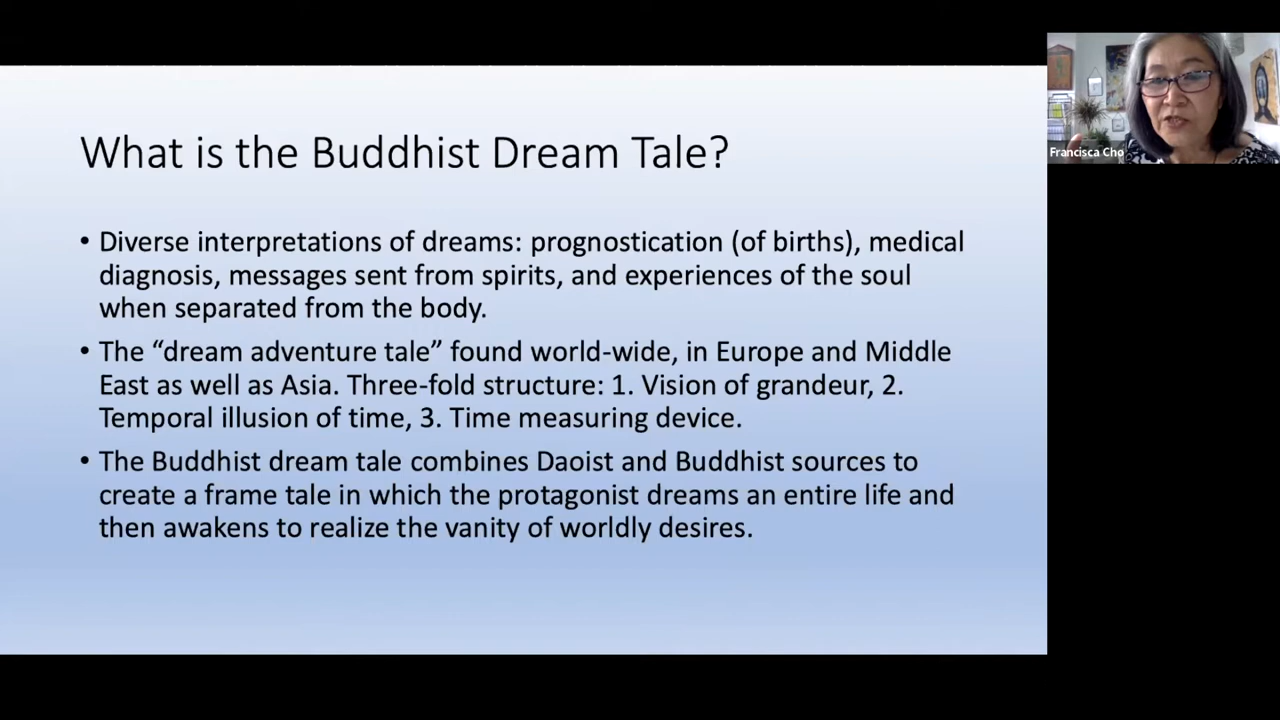 What is the Buddhist Dream Tale?
• Diverse interpretations of dreams: prognostication (of births), medical
diagnosis, messages sent from spirits, and experiences of the soul
when separated from the body.
• The “dream adventure tale” found world-wide, in Europe and Middle
East as well as Asia. Three-fold structure: 1. Vision of grandeur, 2.
Temporal illusion of time, 3. Time measuring device.
• The Buddhist dream tale combines Daoist and Buddhist sources to
create a frame tale in which the protagonist dreams an entire life and
then awakens to realize the vanity of worldly desires.
Francisca Cho